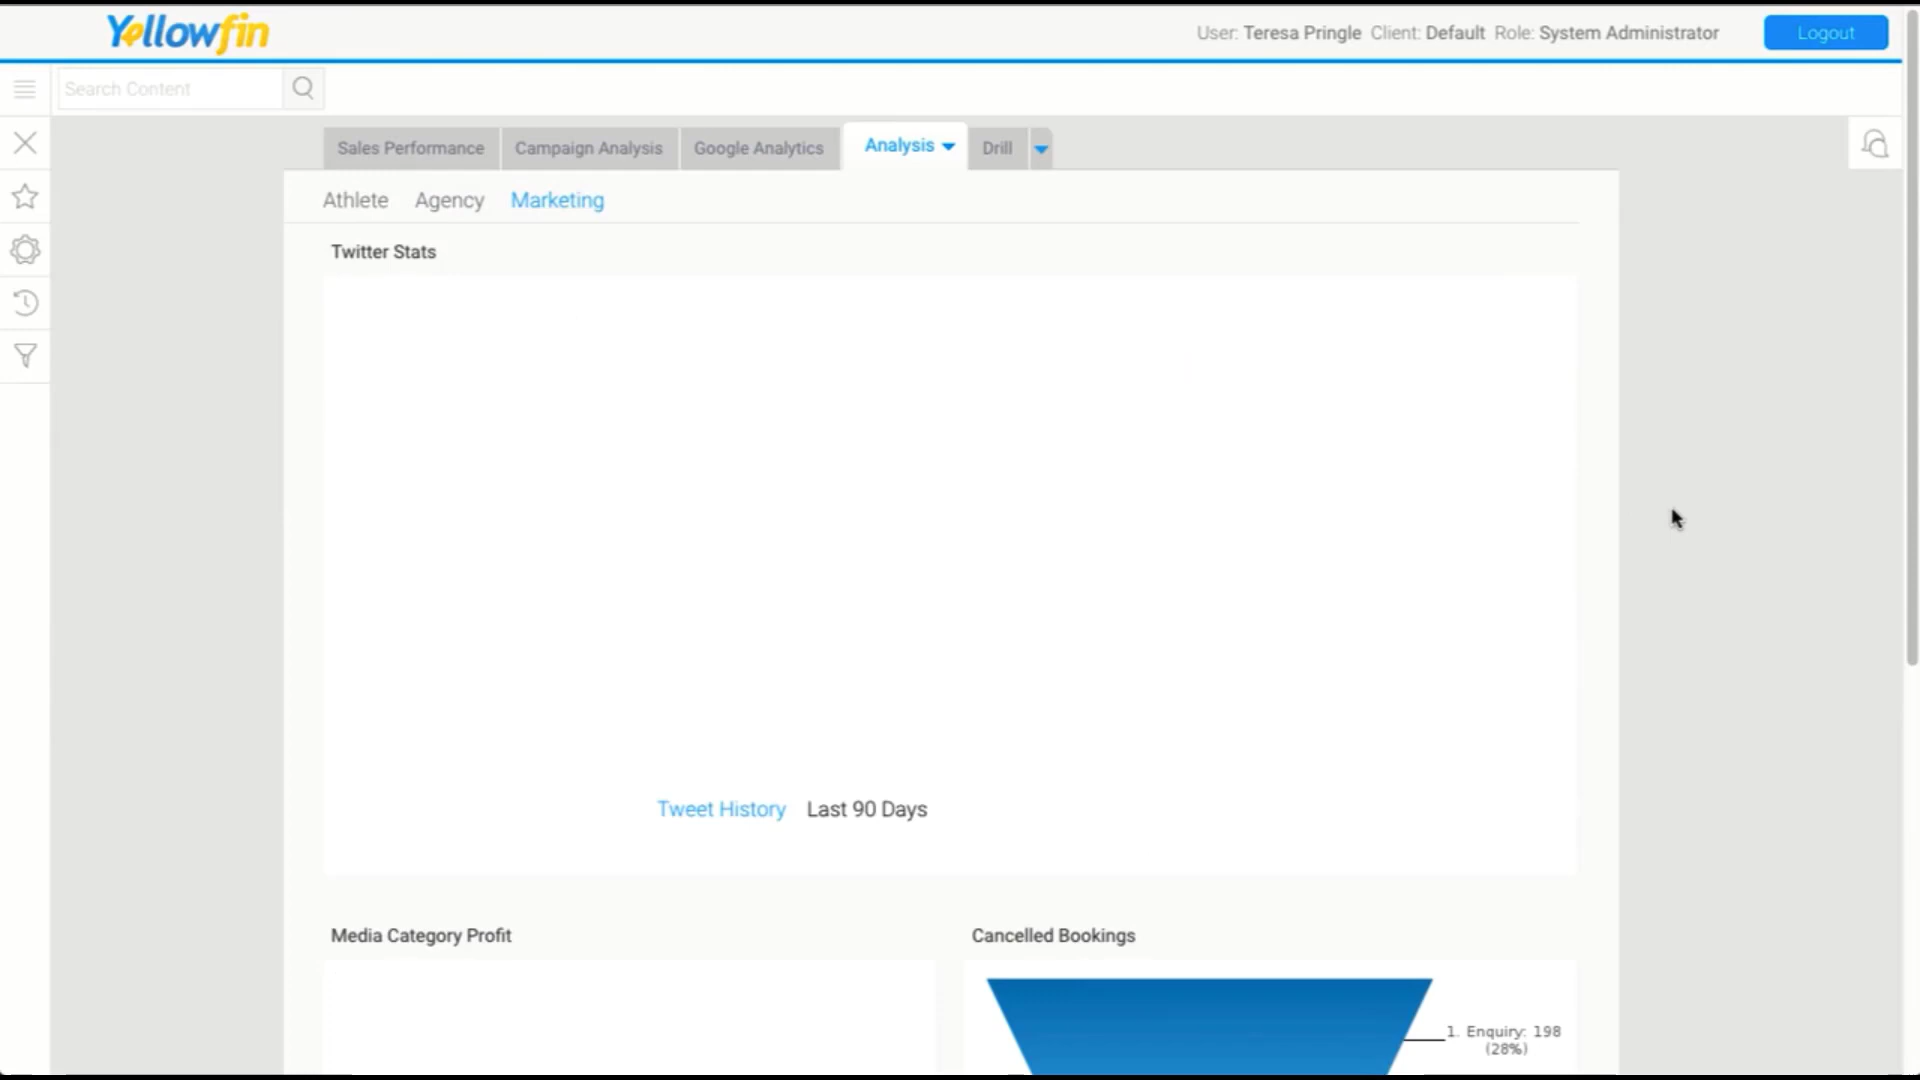 Yellowfin
User: Teresa Pringle Client: Default Role: System Administrator
Logout
Search Content
Sales Performance
Campaign Analysis
Google Analytics
Analysis
Drill
Athlete
Agency
Marketing
Twitter Stats
Tweet History
Last 90 Days
Media Category Profit
Cancelled Bookings
1. Enquiry: 198
(28%)